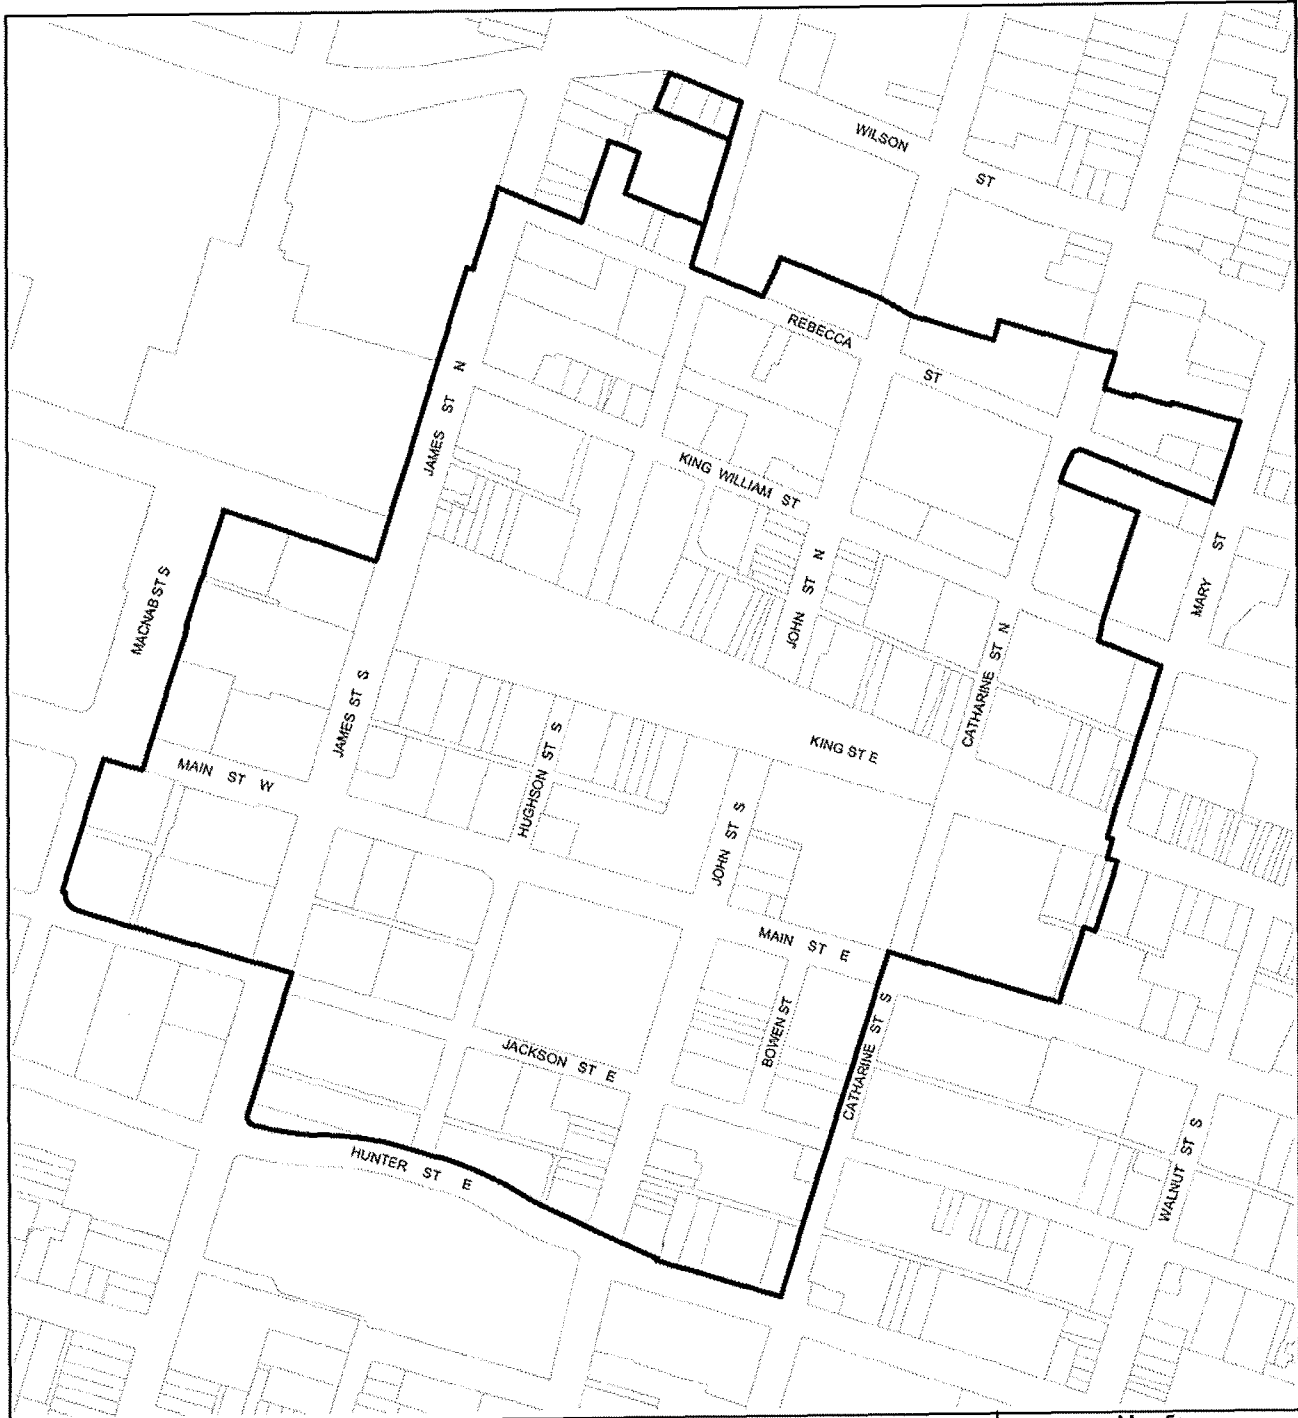 WILSON ST
REBECCA ST
JAMES ST N
KING WILLIAM ST
JOHN ST N
MARY ST
MACNAB ST S
CATHARINE ST N
JAMES ST S
HUGHSON ST S
KING ST E
MAIN ST W
JOHN ST S
MAIN ST E
BOWEN ST
CATHARINE ST S
JACKSON ST E
HUNTER ST E
WALNUT ST S